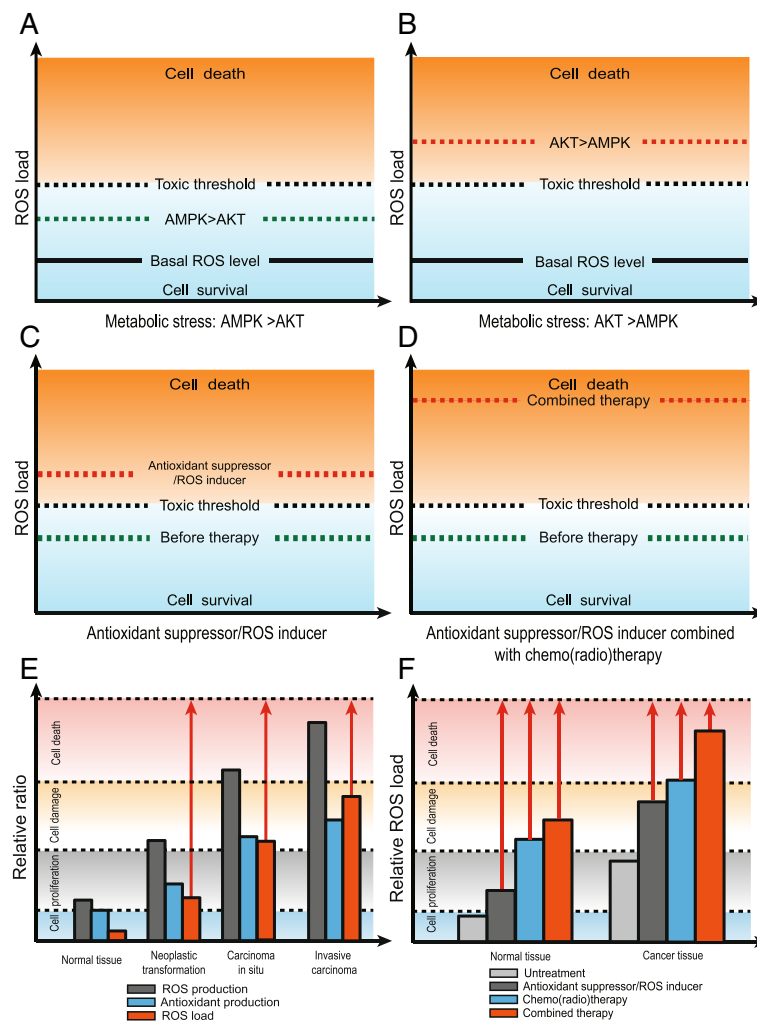 A
ROS load
Cell death
Toxic threshold
AMPK>AKT
Basal ROS level
Cell survival
Metabolic stress: AMPK >AKT
B
ROS load
Cell death
AKT>AMPK
Toxic threshold
Basal ROS level
Cell survival
Metabolic stress: AKT >AMPK
C
ROS load
Cell death
Antioxidant suppressor
/ROS inducer
Toxic threshold
Before therapy
Cell survival
Antioxidant suppressor/ROS inducer
D
ROS load
Cell death
Combined therapy
Toxic threshold
Before therapy
Cell survival
Antioxidant suppressor/ROS inducer combined
with chemo(radio)therapy
E
Relative ratio
Cell death
Cell damage
Cell proliferation
Normal tissue
Neoplastic
transformation
Carcinoma
in situ
Invasive
carcinoma
ROS production
Antioxidant production
ROS load
F
Relative ROS load
Cell death
Cell damage
Cell proliferation
Normal tissue
Cancer tissue
Untreatment
Antioxidant suppressor/ROS inducer
Chemo(radio)therapy
Combined therapy